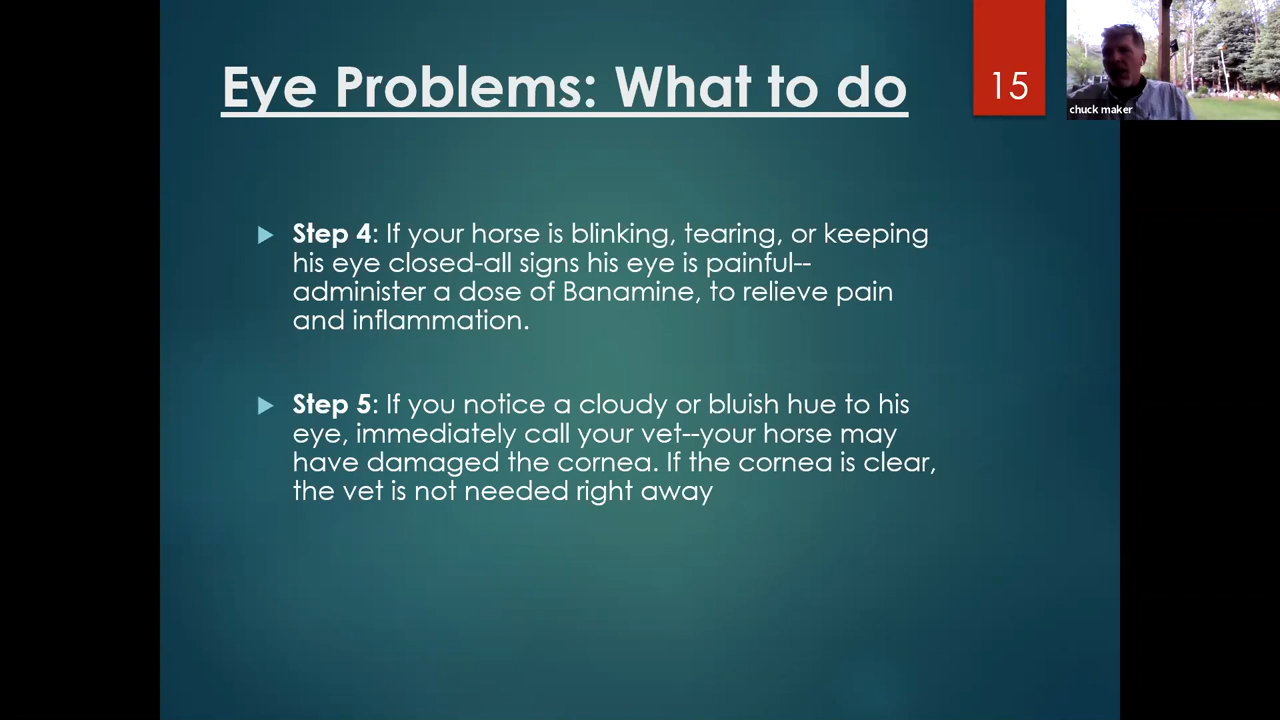 Eye Problems: What to do
15
chuck maker
Step 4: If your horse is blinking, tearing, or keeping
his eye closed-all signs his eye is painful--
administer a dose of Banamine, to relieve pain
and inflammation.
Step 5: If you notice a cloudy or bluish hue to his
eye, immediately call your vet--your horse may
have damaged the cornea. If the cornea is clear,
the vet is not needed right away